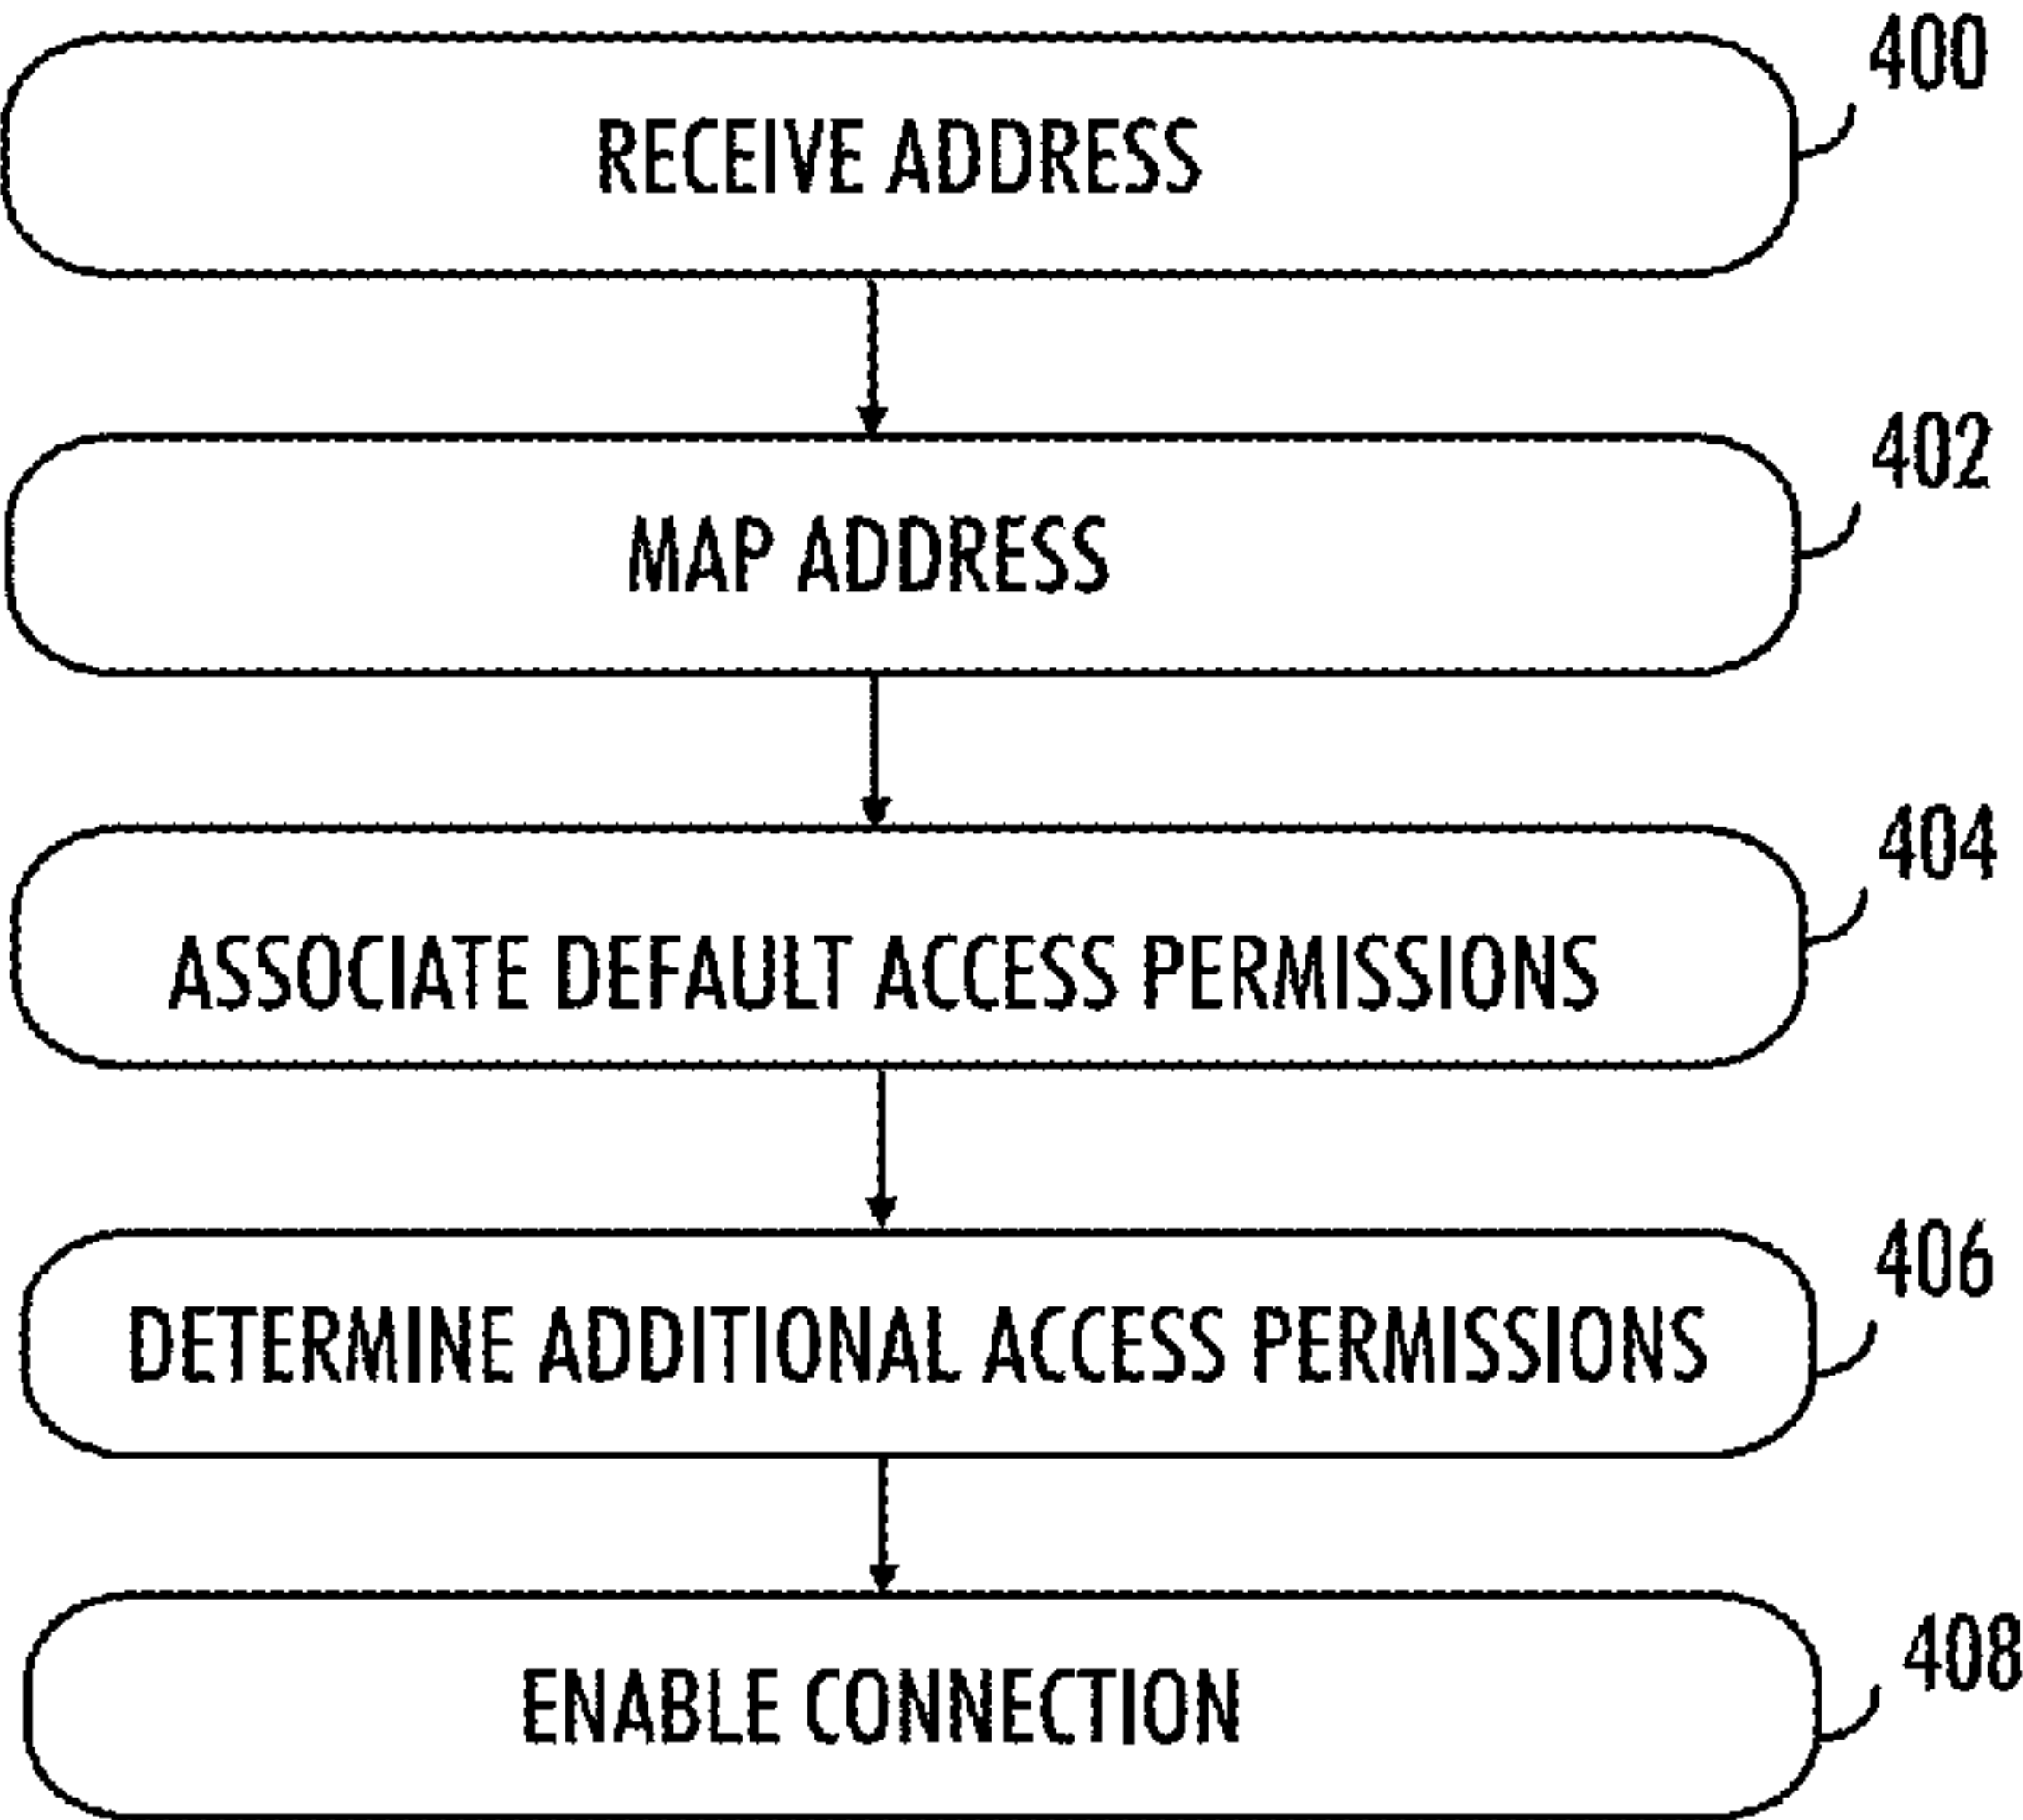 400
RECEIVE ADDRESS
402
MAP ADDRESS
404
ASSOCIATE DEFAULT ACCESS PERMISSIONS
406
DETERMINE ADDITIONAL ACCESS PERMISSIONS
408
ENABLE CONNECTION